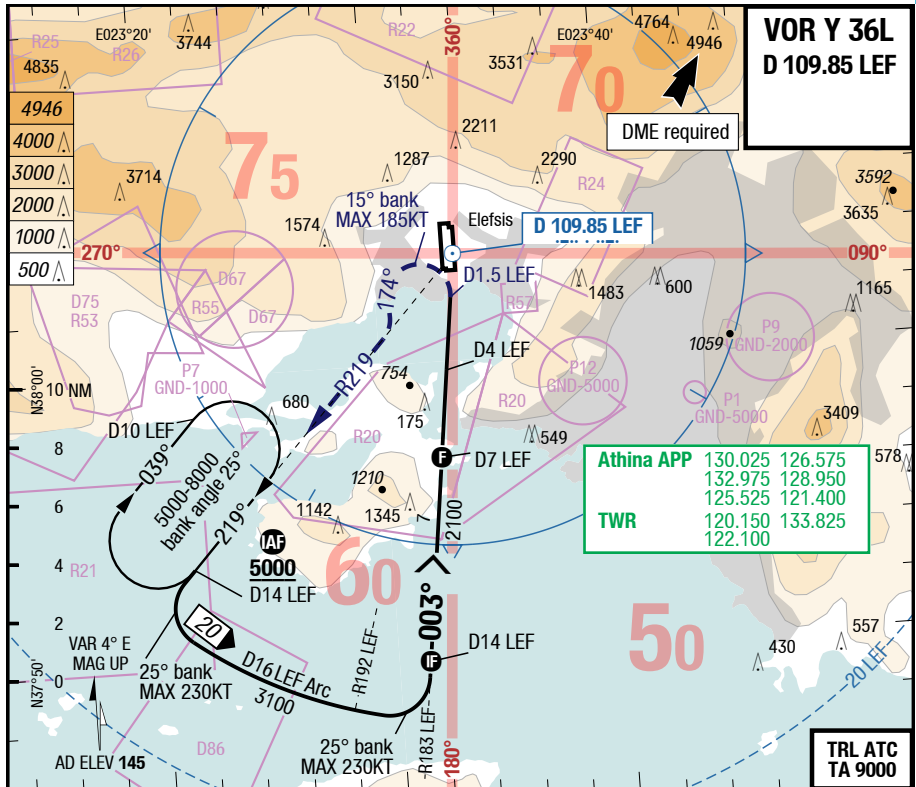 VOR Y 36L
D 109.85 LEF
R25
R26
E023°20'
3744
R22
360°
E023°40'
4764
4946
4835
3150
3531
70
DME required
4946
4000
3000
2000
1000
500
75
2211
1287
2290
R24
3592
3635
3714
15° bank
MAX 185KT
1574
Elefsis
D 109.85 LEF
270°
090°
D67
D75
R53
R55
D67
174°
D1.5 LEF
R57
1483
600
1165
P9
GND-2000
1059
P7
GND-1000
R219
754
D4 LEF
P12
GND-5000
N38°00'
10 NM
680
175
R20
P1
GND-5000
3409
D10 LEF
8
039°
5000-8000
bank angle 25°
R20
F
D7 LEF
549
578
Athina APP 130.025 126.575
132.975 128.950
125.525 121.400
TWR 120.150 133.825
122.100
6
219°
1210
1142
1345
7
2100
IAF
5000
4
R21
D14 LEF
60
003°
50
2
20
D14 LEF
IF
VAR 4° E
MAG UP
D16 LEF Arc
3100
R192 LEF
557
430
20 LEF
N37°50'
0
25° bank
MAX 230KT
R183 LEF
180°
D86
25° bank
MAX 230KT
AD ELEV 145
TRL ATC
TA 9000